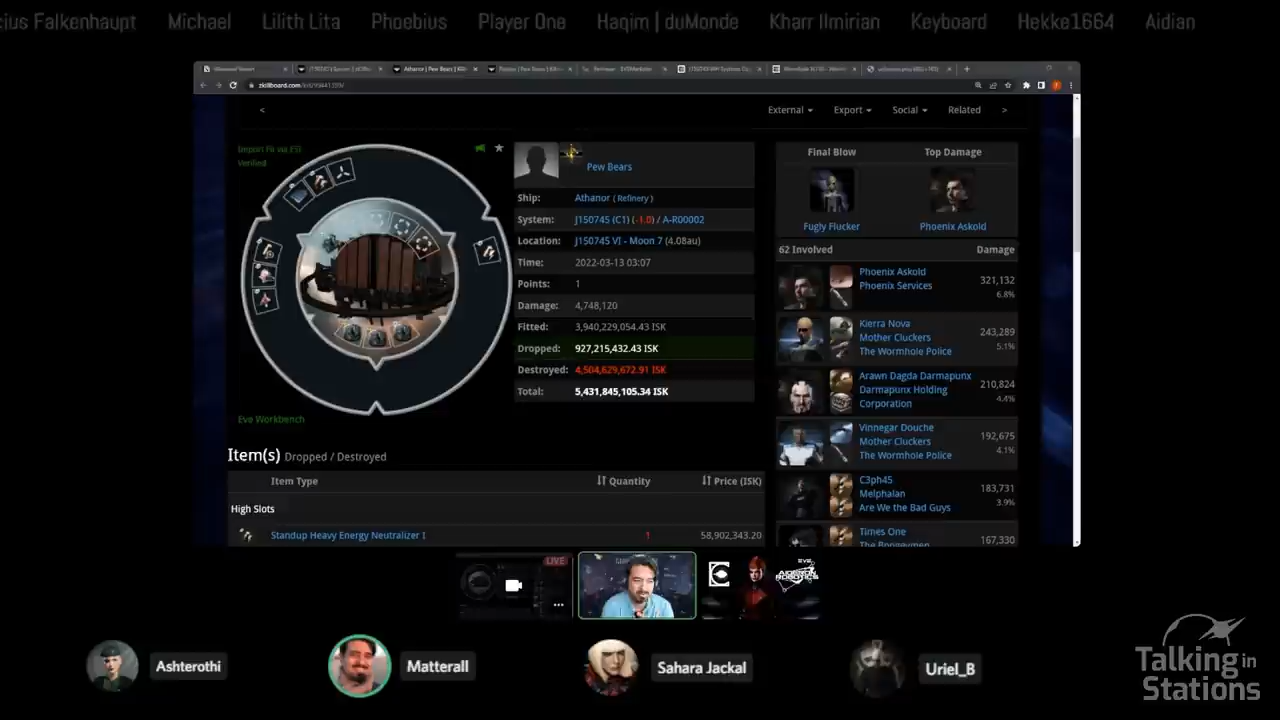 cius Falkenhaupt Michael Lilith Lita Phoebius Player One Haqim | duMonde Kharr Ilmirian Keyboard Hekke1664 Aidian
External Export Social Related
Import Fit via ESI
Verified
Pew Bears
Ship: Athanor ( Refinery )
System: J150745 (C1) (-1.0) / A-R00002
Location: J150745 VI - Moon 7 (4.08au)
Time: 2022-03-13 03:07
Points: 1
Damage: 4,748,120
Fitted: 3,940,229,054.43 ISK
Dropped: 927,215,432.43 ISK
Destroyed: 4,504,629,672.91 ISK
Total: 5,431,845,105.34 ISK
Eve Workbench
Item(s) Dropped / Destroyed
Item Type Quantity Price (ISK)
High Slots
Standup Heavy Energy Neutralizer I 1 58,902,343.20
Final Blow Top Damage
Fugly Flucker Phoenix Askold
62 Involved Damage
Phoenix Askold 321,132
Phoenix Services 6.8%
Kierra Nova 243,289
Mother Cluckers 5.1%
The Wormhole Police
Arawn Dagda Darmapunx 210,824
Darmapunx Holding 4.4%
Corporation
Vinnegar Douche 192,675
Mother Cluckers 4.1%
The Wormhole Police
C3ph45 183,731
Melphalan 3.9%
Are We the Bad Guys
Times One 167,330
The Boogeymen
LIVE
EVE
Ashterothi Matterall Sahara Jackal Uriel_B
Talking in
Stations